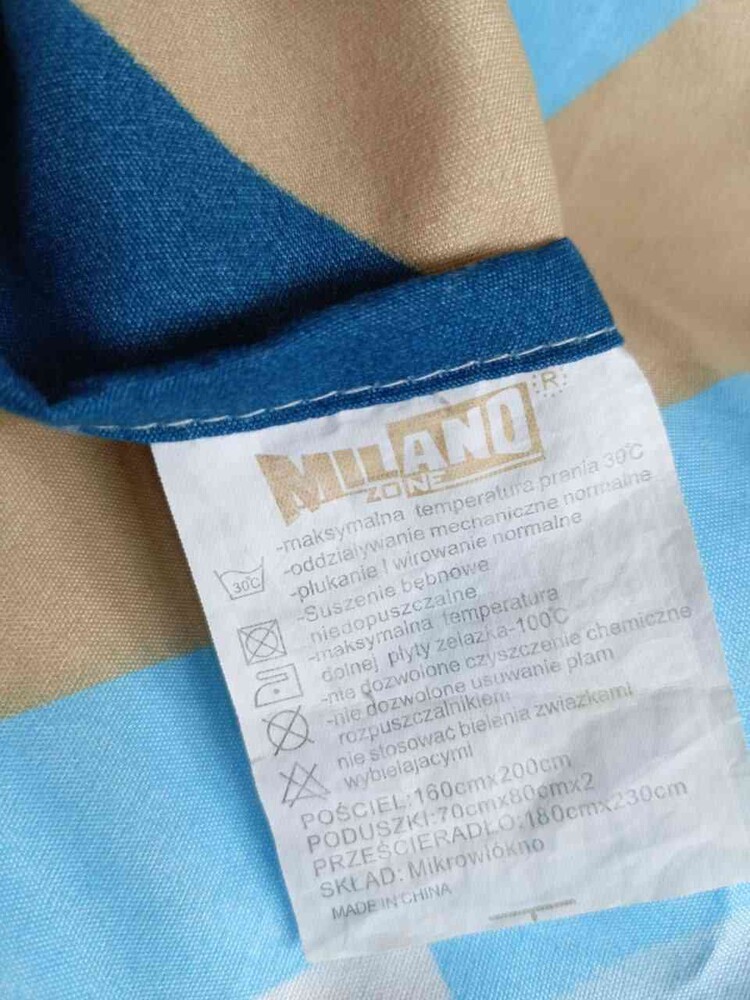 MILANO
ZONE
R
-maksymalna temperatura prania 30°C
-oddziaływanie mechaniczne normalne
-płukanie I wirowanie normalne
-Suszenie bębnowe
niedopuszczalne
-maksymalna temperatura
dolnej płyty żelazka-100°C
-nie dozwolone czyszczenie chemiczne
-nie dozwolone usuwanie plam
rozpuszczalnikiem
nie stosować bielenia związkami
wybielającymi
30°C
POŚCIEL:160cmx200cm
PODUSZKI:70cmx80cmx2
PRZEŚCIERADŁO:180cmx230cm
SKŁAD: Mikrowłókno
MADE IN CHINA